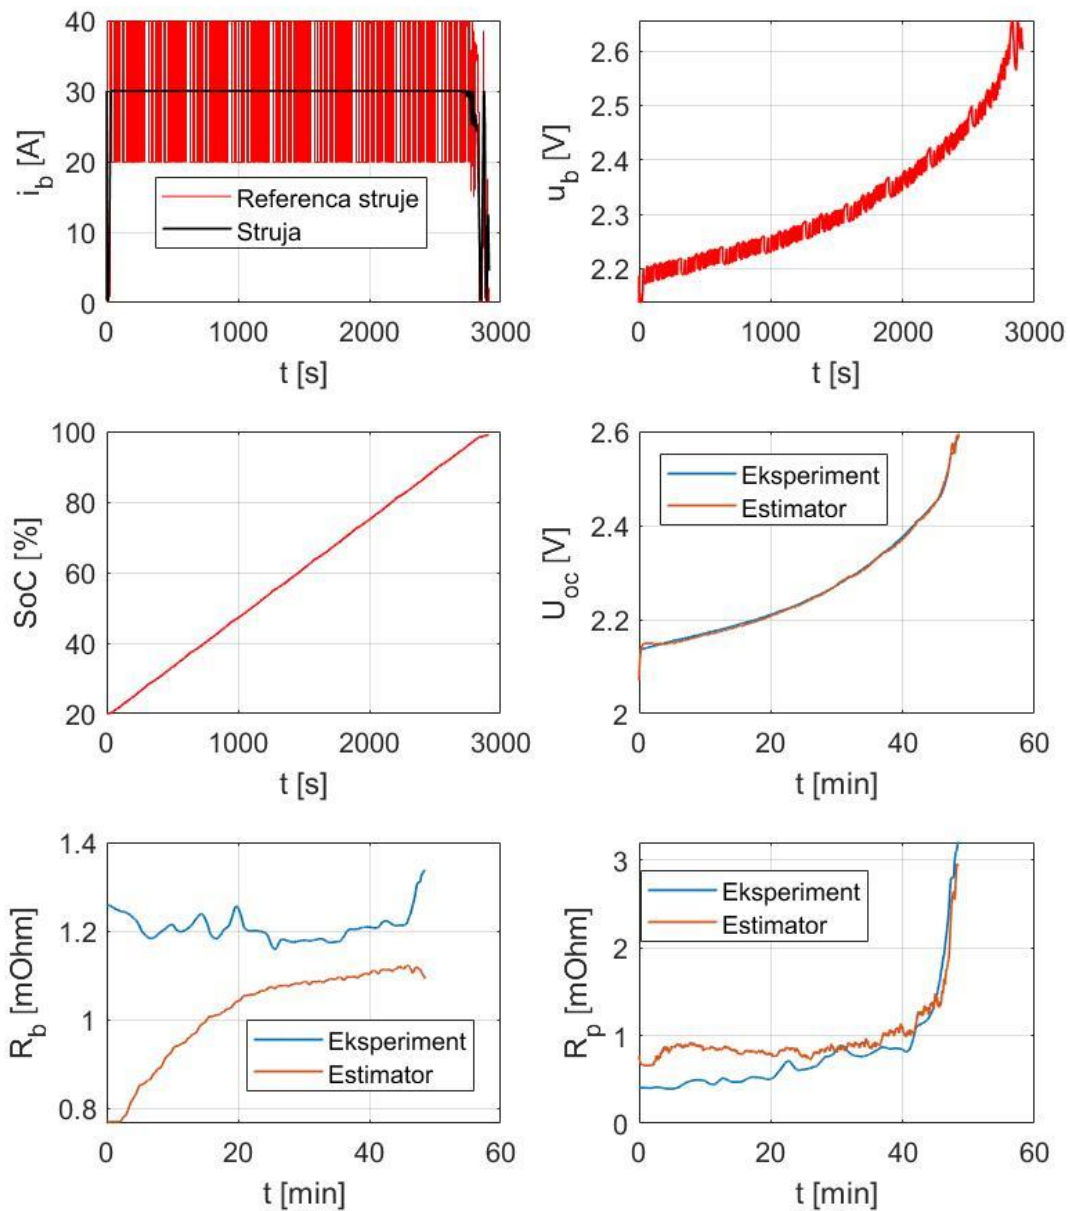 40
30
20
10
0
i_b [A]
Referenca struje
Struja
0
1000
2000
3000
t [s]
2.6
2.5
2.4
2.3
2.2
u_b [V]
0
1000
2000
3000
t [s]
100
80
60
40
20
SoC [%]
0
1000
2000
3000
t [s]
2.6
2.4
2.2
2
U_oc [V]
Eksperiment
Estimator
0
20
40
60
t [min]
1.4
1.2
1
0.8
R_b [mOhm]
Eksperiment
Estimator
0
20
40
60
t [min]
3
2
1
0
R_p [mOhm]
Eksperiment
Estimator
0
20
40
60
t [min]